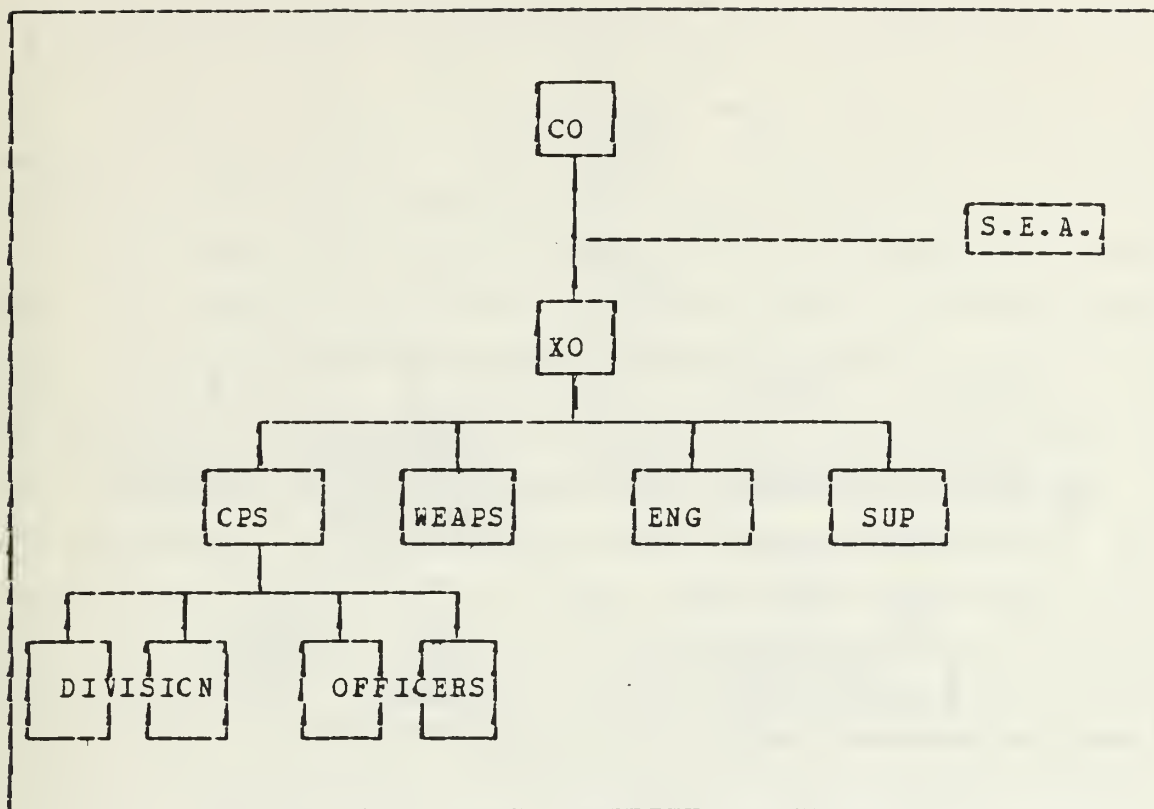 CO
S.E.A.
XO
CPS WEAPS ENG SUP
DIVISICN OFFICERS